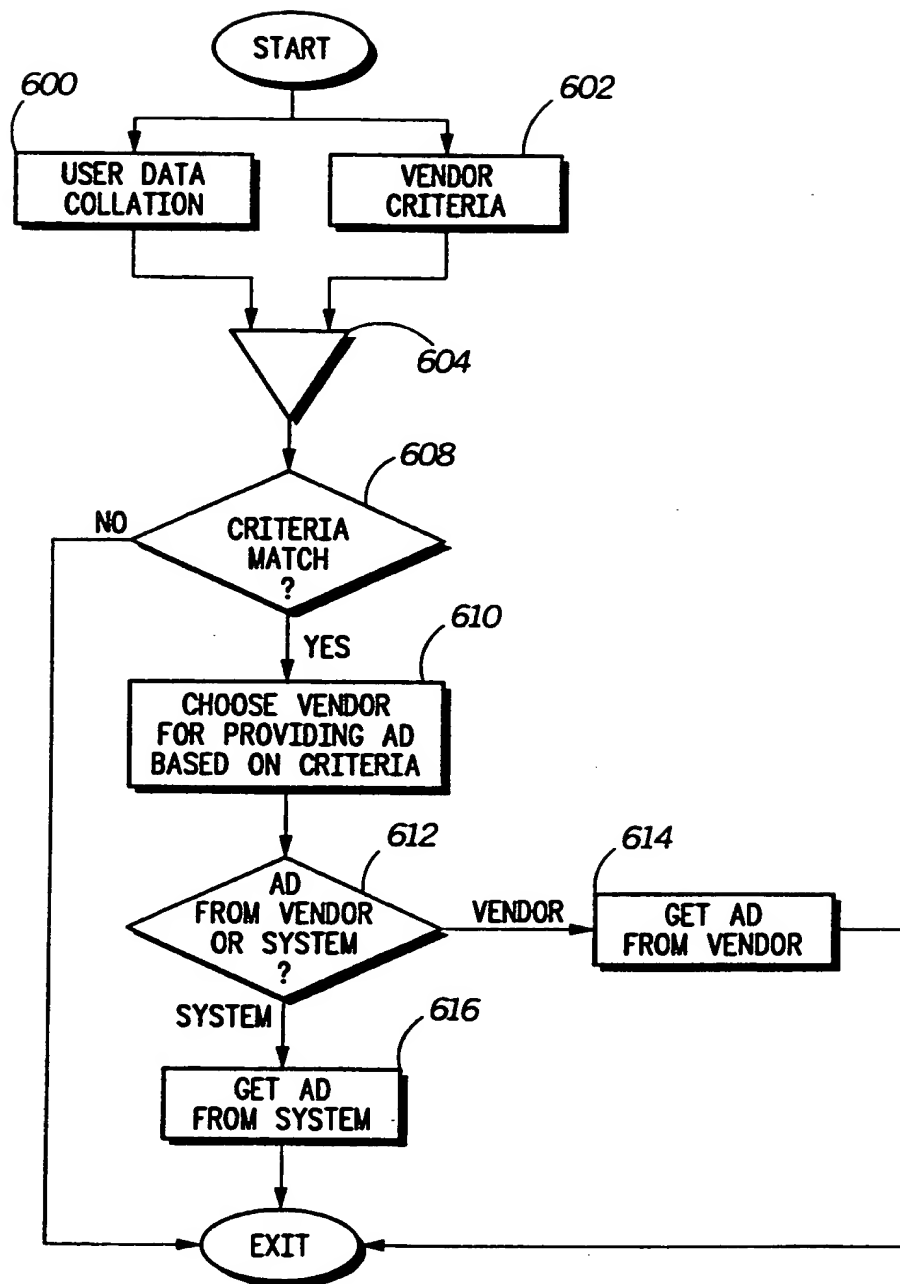 START
600
602
USER DATA
COLLATION
VENDOR
CRITERIA
604
608
NO
CRITERIA
MATCH
?
YES
610
CHOOSE VENDOR
FOR PROVIDING AD
BASED ON CRITERIA
612
614
AD
FROM VENDOR
OR SYSTEM
?
VENDOR
GET AD
FROM VENDOR
SYSTEM
616
GET AD
FROM SYSTEM
EXIT